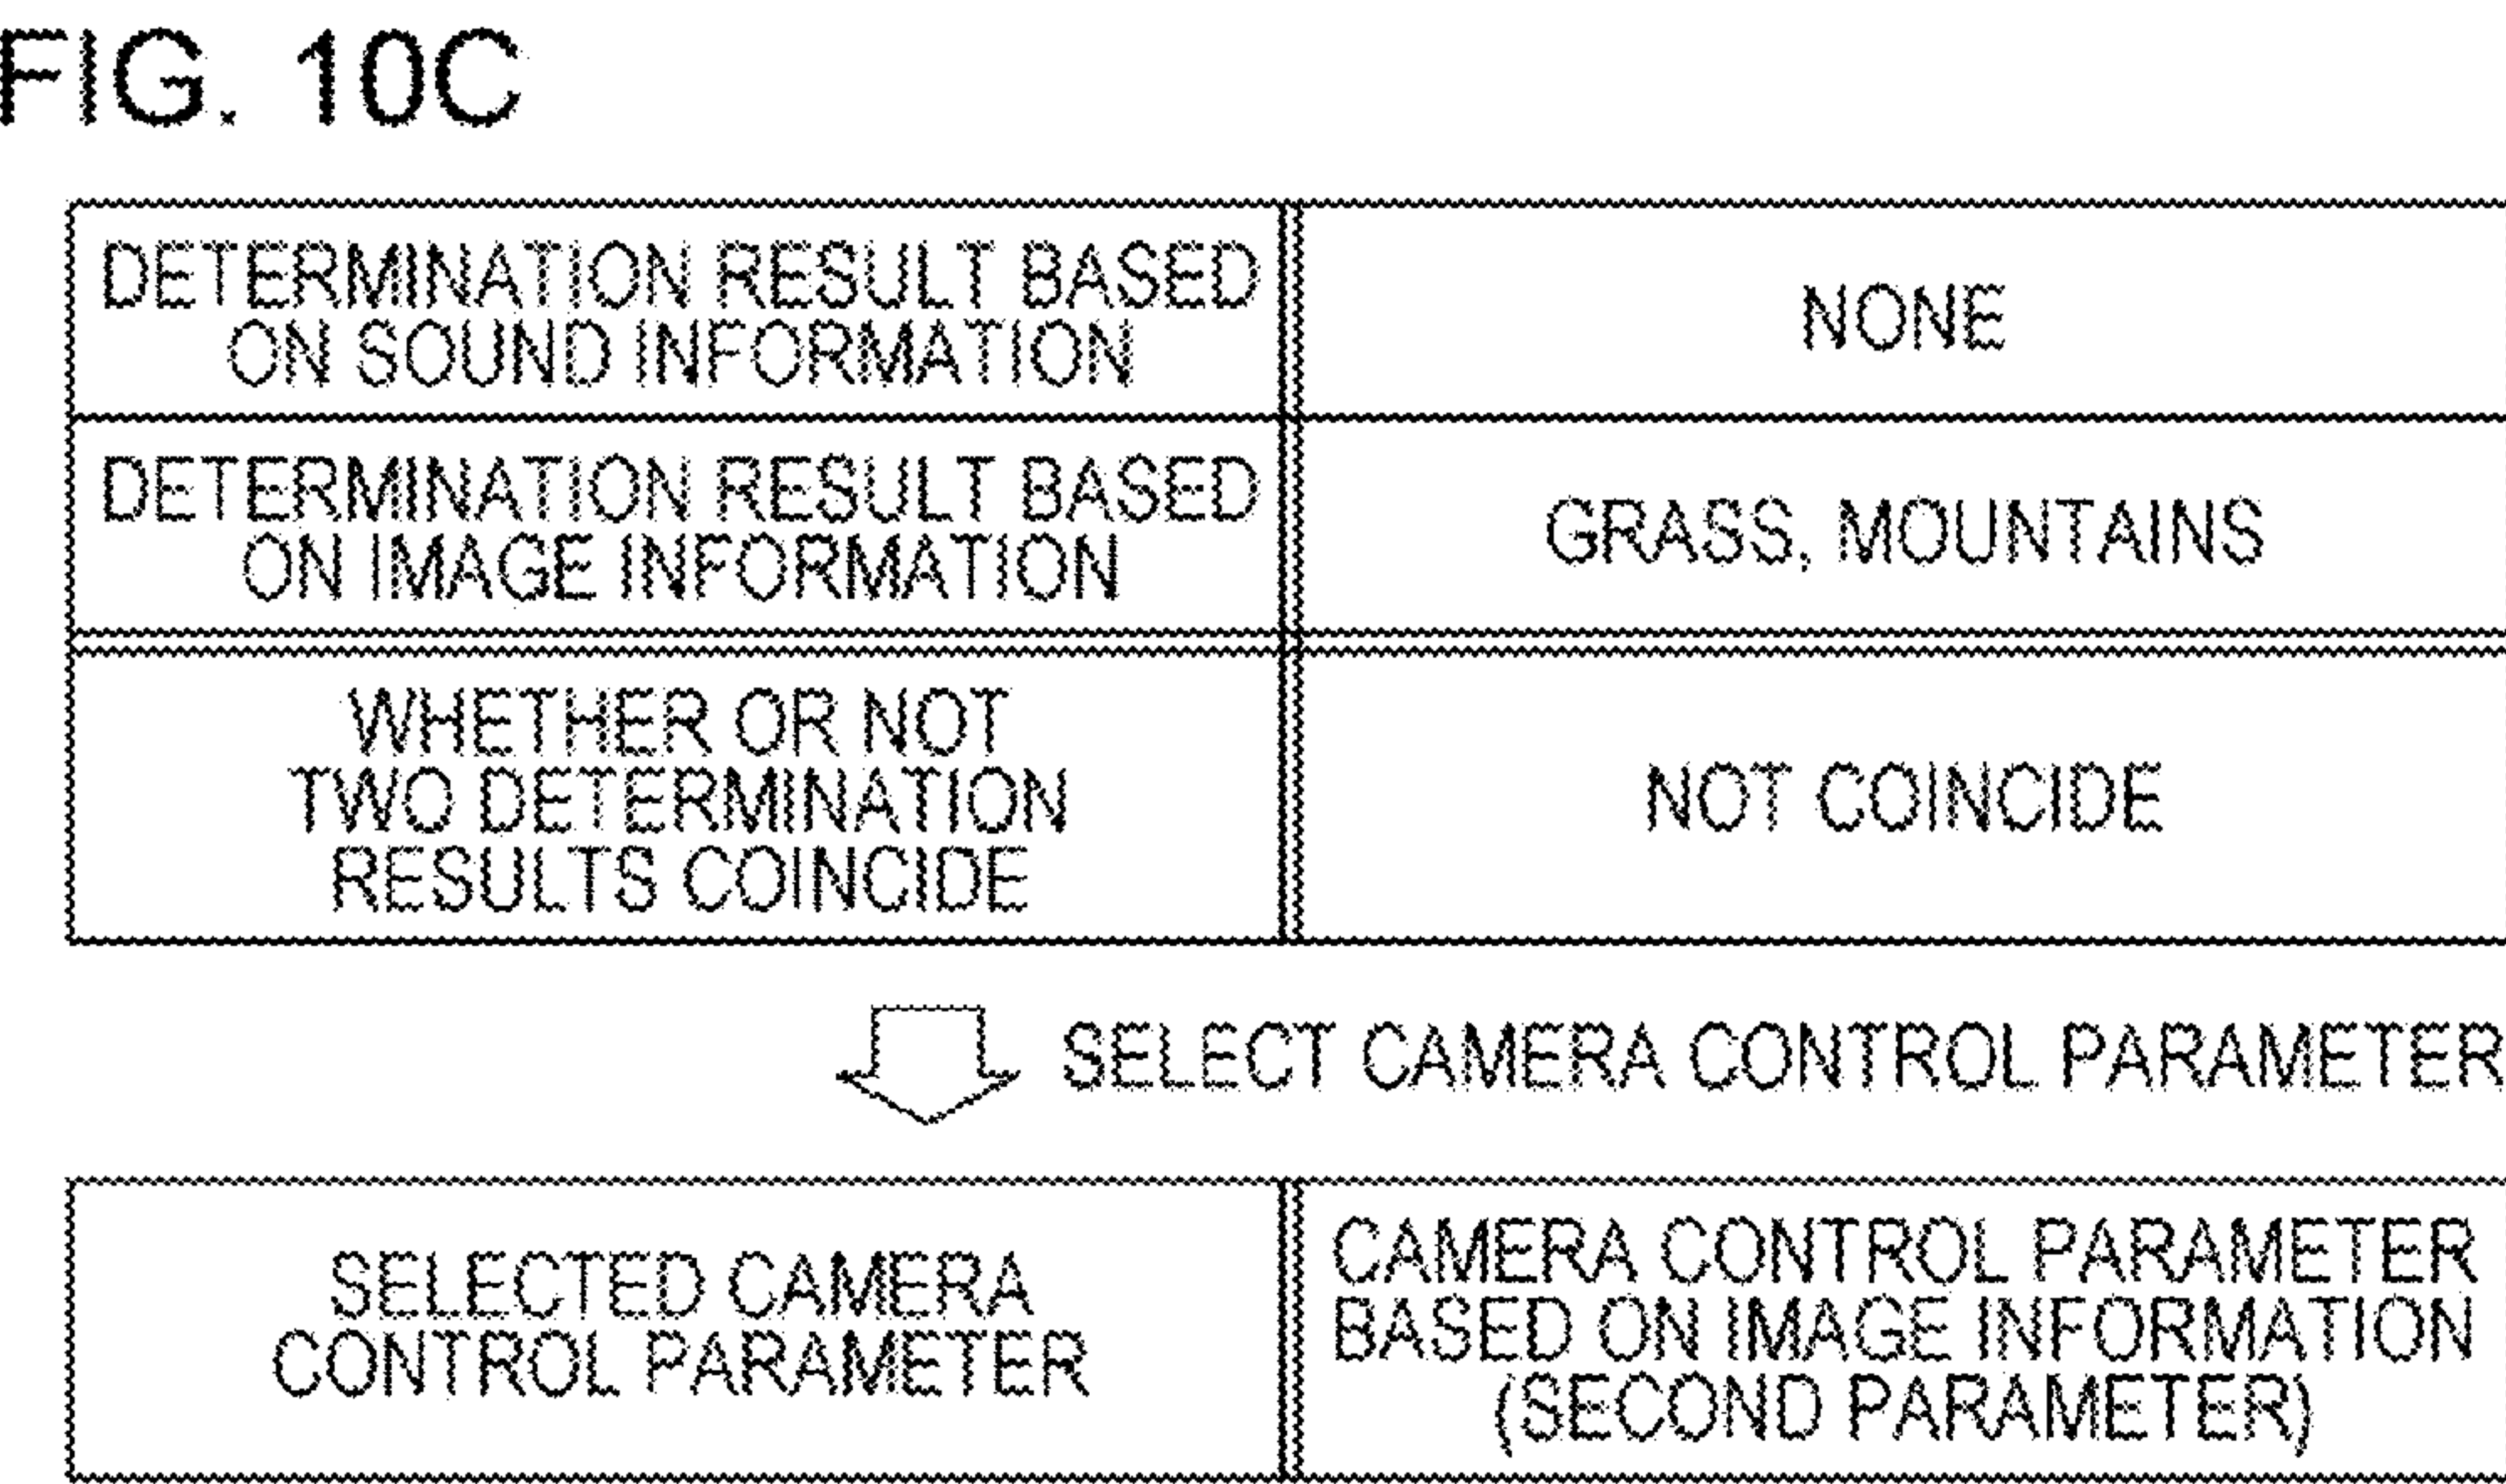 FIG. 10C
DETERMINATION RESULT BASED
ON SOUND INFORMATION
NONE
DETERMINATION RESULT BASED
ON IMAGE INFORMATION
GRASS, MOUNTAINS
WHETHER OR NOT
TWO DETERMINATION
RESULTS COINCIDE
NOT COINCIDE
SELECT CAMERA CONTROL PARAMETER
SELECTED CAMERA
CONTROL PARAMETER
CAMERA CONTROL PARAMETER
BASED ON IMAGE INFORMATION
(SECOND PARAMETER)